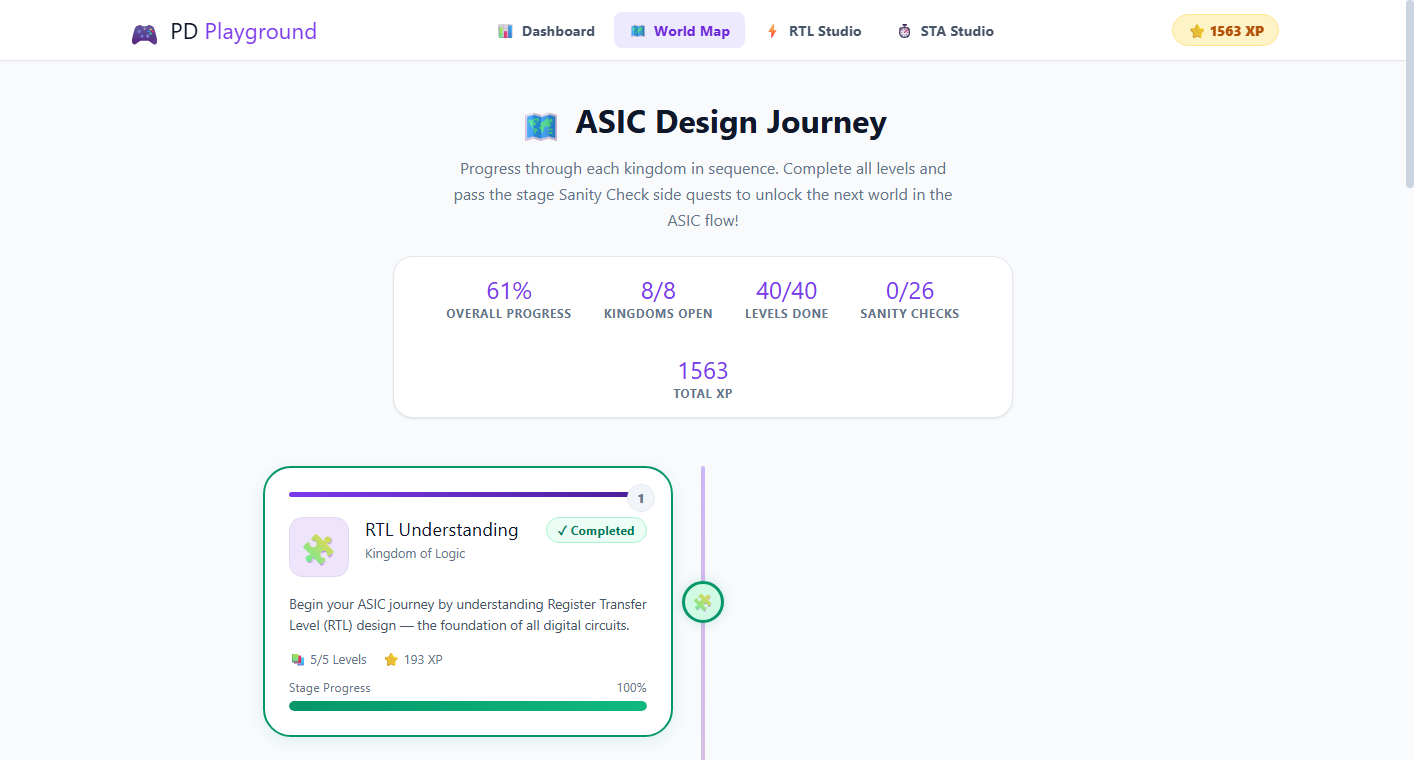 PD Playground
Dashboard
World Map
RTL Studio
STA Studio
1563 XP
ASIC Design Journey
Progress through each kingdom in sequence. Complete all levels and
pass the stage Sanity Check side quests to unlock the next world in the
ASIC flow!
61%
OVERALL PROGRESS
8/8
KINGDOMS OPEN
40/40
LEVELS DONE
0/26
SANITY CHECKS
1563
TOTAL XP
1
RTL Understanding
✓ Completed
Kingdom of Logic
Begin your ASIC journey by understanding Register Transfer
Level (RTL) design — the foundation of all digital circuits.
5/5 Levels
193 XP
Stage Progress
100%